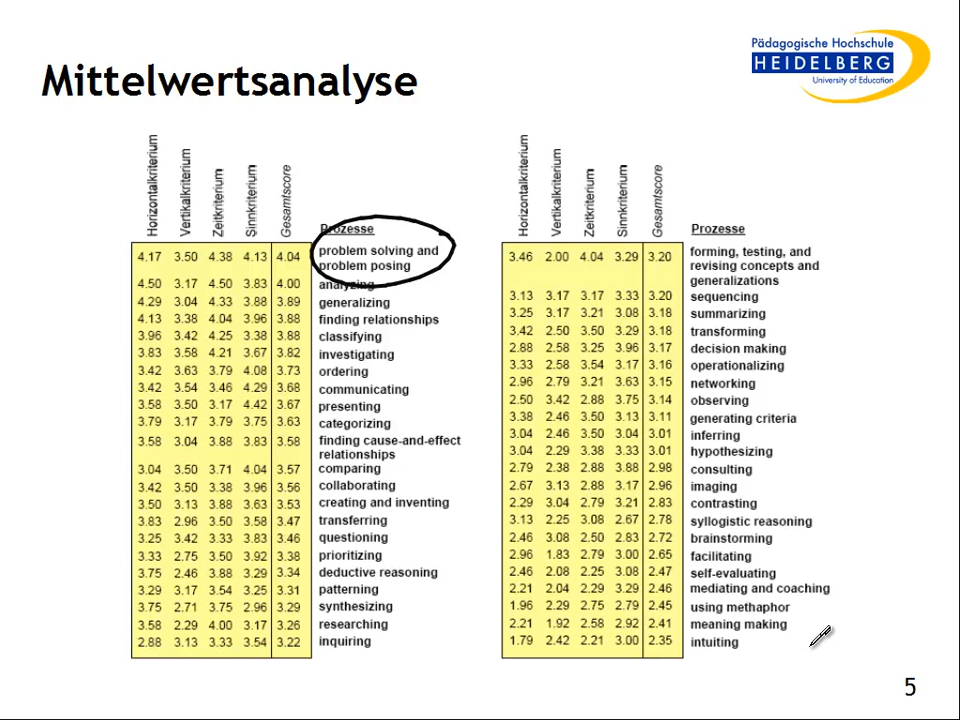 Mittelwertsanalyse
Pädagogische Hochschule
HEIDELBERG
University of Education
Horizontalkriterium Vertikalkriterium Zeitkriterium Sinnkriterium Gesamtscore
Prozesse
4.17 3.50 4.38 4.13 4.04 problem solving and
problem posing
4.50 3.17 4.50 3.83 4.00 analyzing
4.29 3.04 4.33 3.88 3.89 generalizing
4.13 3.38 4.04 3.96 3.88 finding relationships
3.96 3.42 4.25 3.38 3.88 classifying
3.83 3.58 4.21 3.67 3.82 investigating
3.42 3.63 3.79 4.08 3.73 ordering
3.42 3.54 3.46 4.29 3.68 communicating
3.58 3.50 3.17 4.42 3.67 presenting
3.79 3.17 3.79 3.75 3.63 categorizing
3.58 3.04 3.88 3.83 3.58 finding cause-and-effect
relationships
3.04 3.50 3.71 4.04 3.57 comparing
3.42 3.50 3.38 3.96 3.56 collaborating
3.50 3.13 3.88 3.63 3.53 creating and inventing
3.83 2.96 3.50 3.58 3.47 transferring
3.25 3.42 3.33 3.83 3.46 questioning
3.33 2.75 3.50 3.92 3.38 prioritizing
3.75 2.46 3.88 3.29 3.34 deductive reasoning
3.29 3.17 3.54 3.25 3.31 patterning
3.75 2.71 3.75 2.96 3.29 synthesizing
3.58 2.29 4.00 3.17 3.26 researching
2.88 3.13 3.33 3.54 3.22 inquiring
Horizontalkriterium Vertikalkriterium Zeitkriterium Sinnkriterium Gesamtscore
Prozesse
3.46 2.00 4.04 3.29 3.20 forming, testing, and
revising concepts and
generalizations
3.13 3.17 3.17 3.33 3.20 sequencing
3.25 3.17 3.21 3.08 3.18 summarizing
3.42 2.50 3.50 3.29 3.18 transforming
2.88 2.58 3.25 3.96 3.17 decision making
3.33 2.58 3.54 3.17 3.16 operationalizing
2.96 2.79 3.21 3.63 3.15 networking
2.50 3.42 2.88 3.75 3.14 observing
3.38 2.46 3.50 3.13 3.11 generating criteria
3.04 2.46 3.50 3.04 3.01 inferring
3.04 2.29 3.38 3.33 3.01 hypothesizing
2.79 2.38 2.88 3.88 2.98 consulting
2.67 3.13 2.88 3.17 2.96 imaging
2.29 3.04 2.79 3.21 2.83 contrasting
3.13 2.25 3.08 2.67 2.78 syllogistic reasoning
2.46 3.08 2.50 2.83 2.72 brainstorming
2.96 1.83 2.79 3.00 2.65 facilitating
2.46 2.08 2.25 3.08 2.47 self-evaluating
2.21 2.04 2.29 3.29 2.46 mediating and coaching
1.96 2.29 2.75 2.79 2.45 using methaphor
2.21 1.92 2.58 2.92 2.41 meaning making
1.79 2.42 2.21 3.00 2.35 intuiting
5